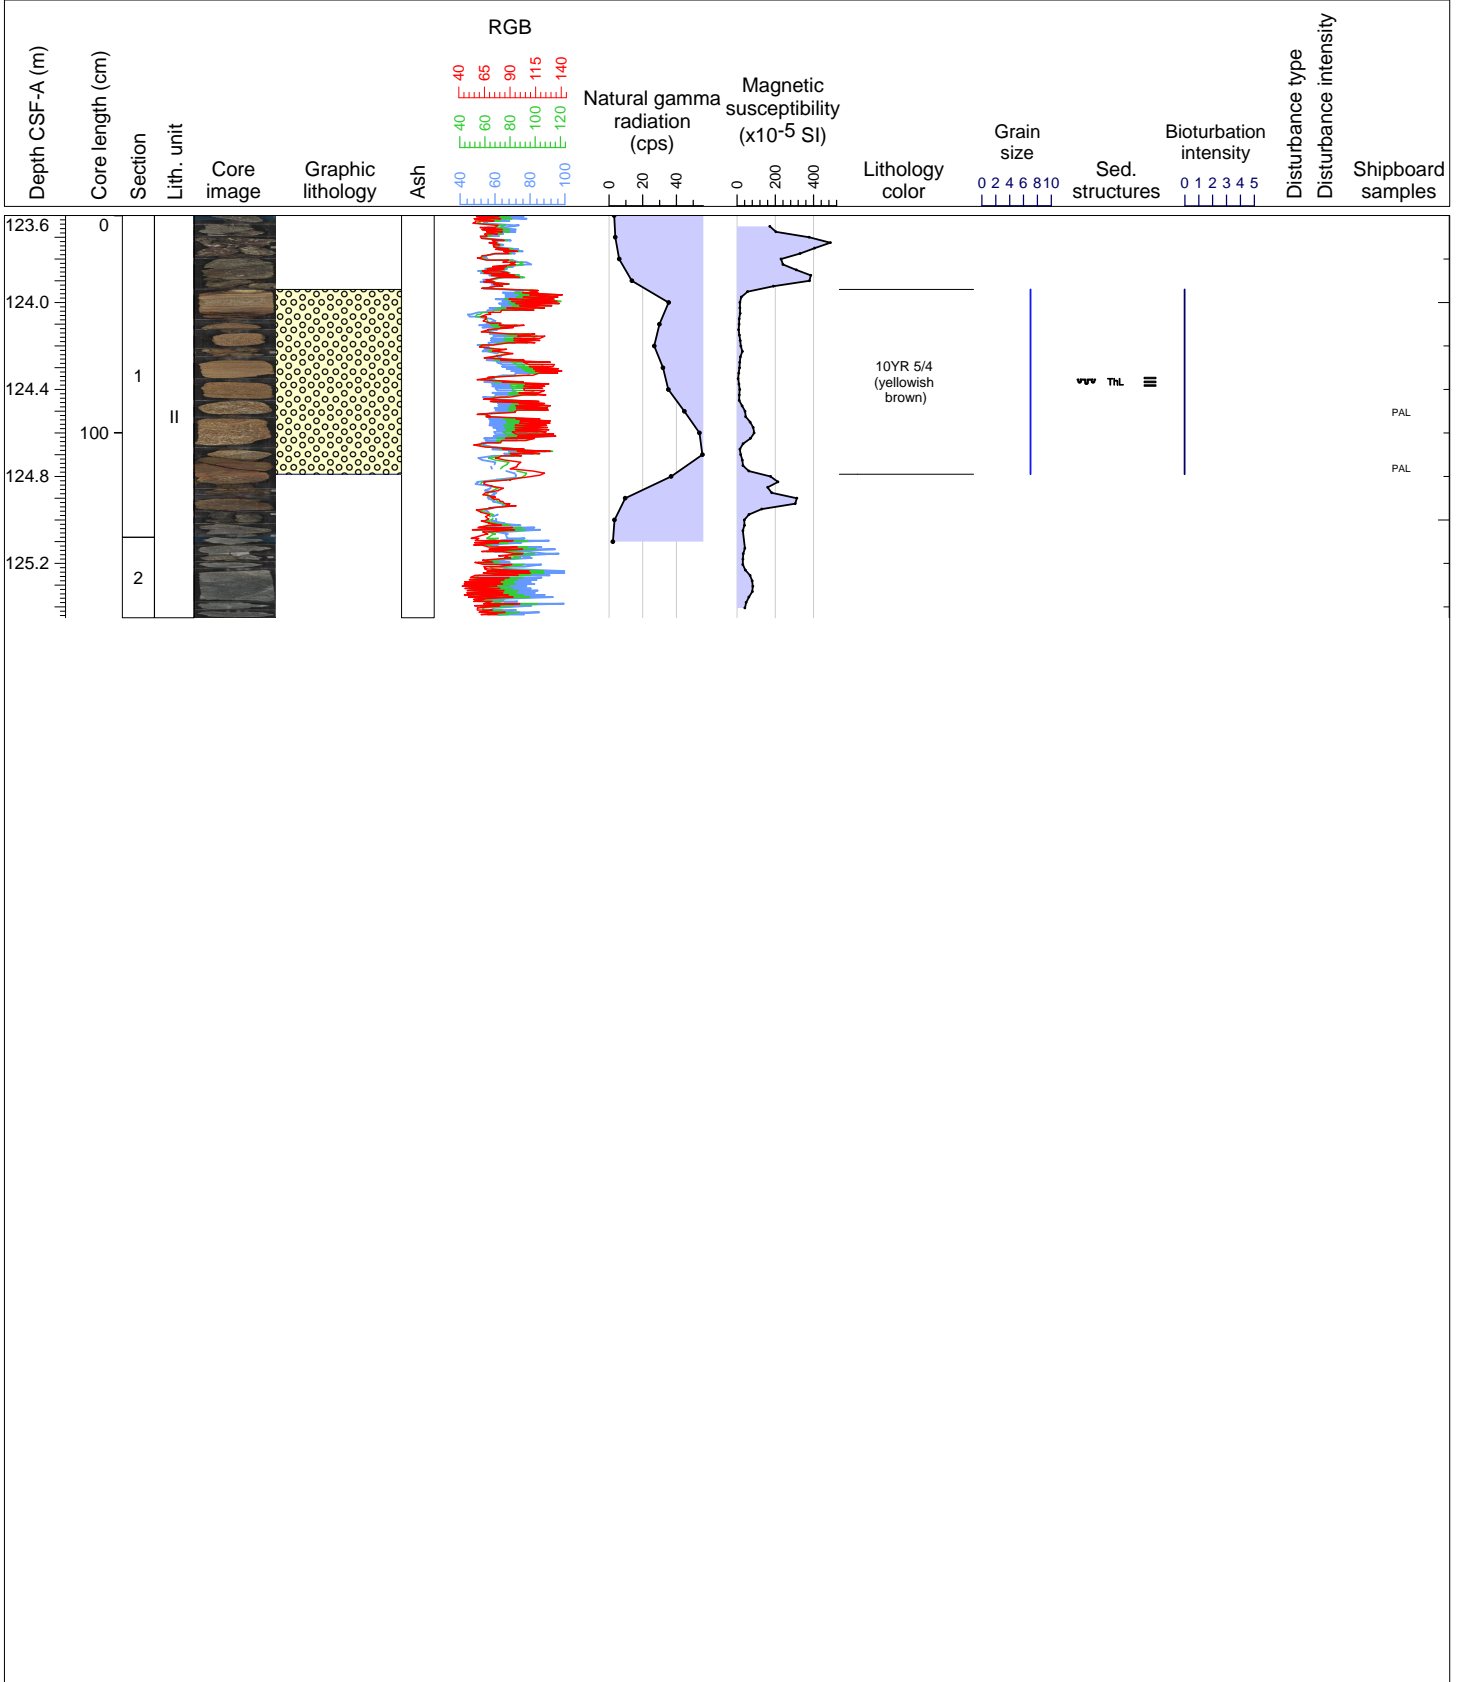 Depth CSF-A (m)
Core length (cm)
Section
Lith. unit
Core
image
Graphic
lithology
Ash
RGB
40 65 90 115 140
40 60 80 100 120
40 60 80 100
Natural gamma
radiation
(cps)
0 20 40
Magnetic
susceptibility
(x10-5 SI)
0 200 400
Lithology
color
Grain
size
0 2 4 6 8 10
Sed.
structures
Bioturbation
intensity
0 1 2 3 4 5
Disturbance type
Disturbance intensity
Shipboard
samples
123.6
124.0
124.4
124.8
125.2
0
100
1
2
II
10YR 5/4
(yellowish
brown)
ThL
PAL
PAL